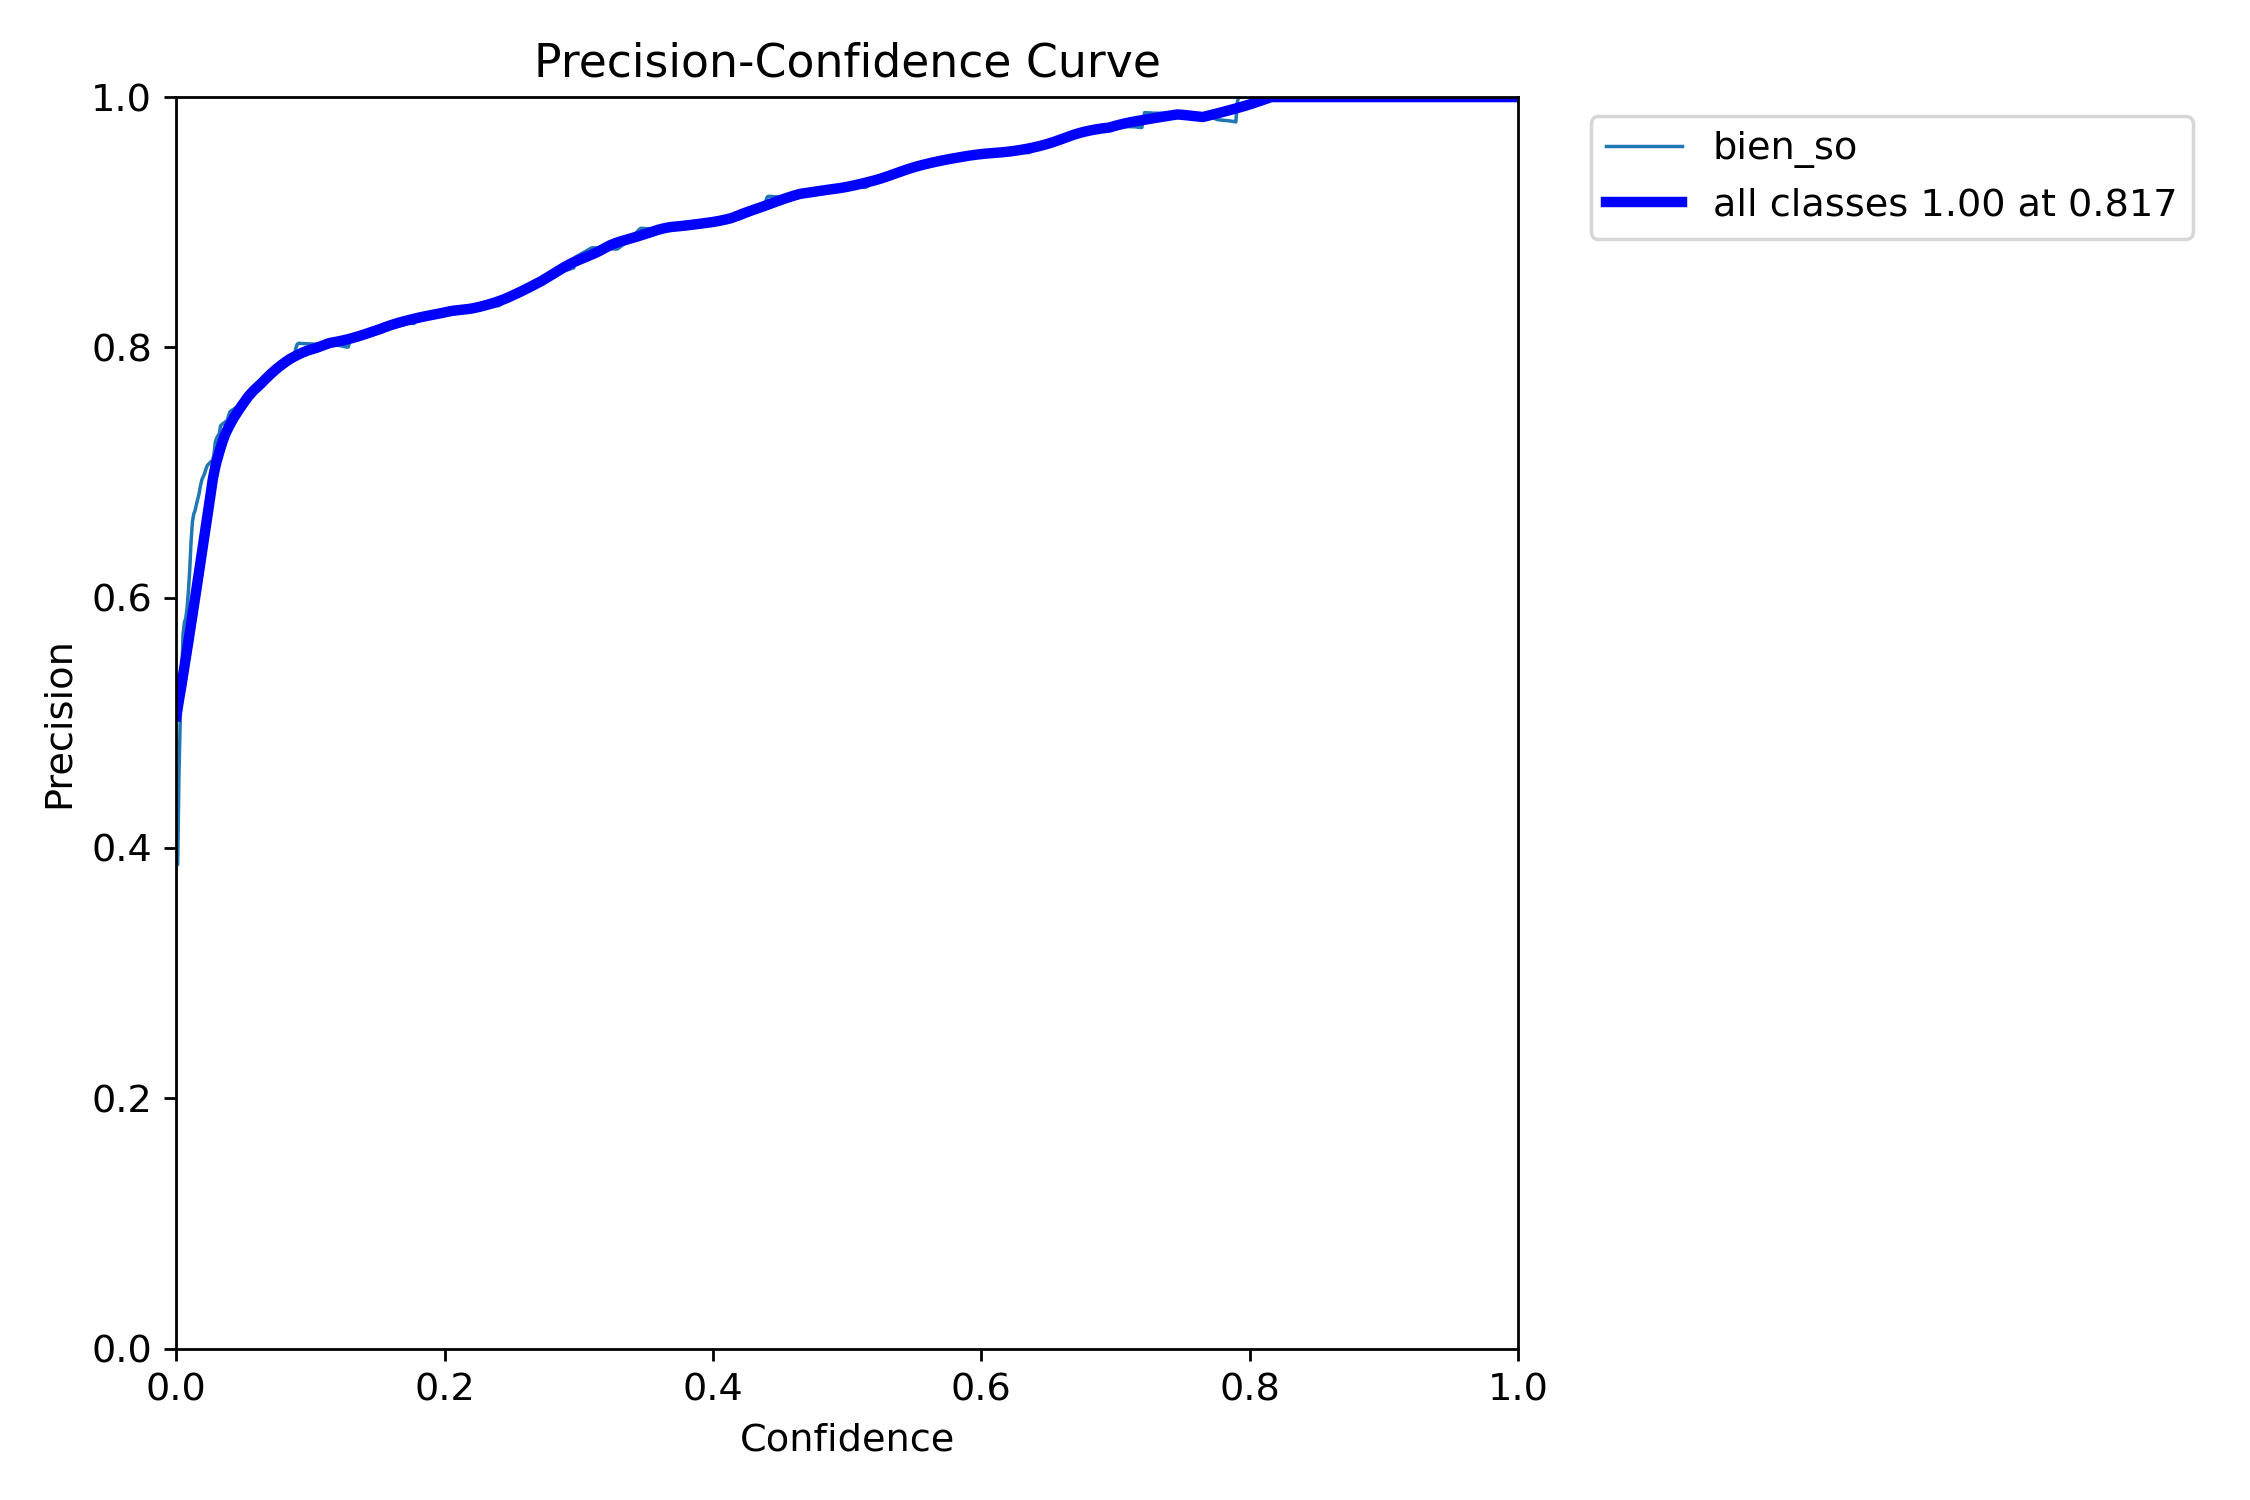 Precision-Confidence Curve
1.0
0.8
0.6
0.4
0.2
0.0
Precision
0.0 0.2 0.4 0.6 0.8 1.0
Confidence
bien_so
all classes 1.00 at 0.817